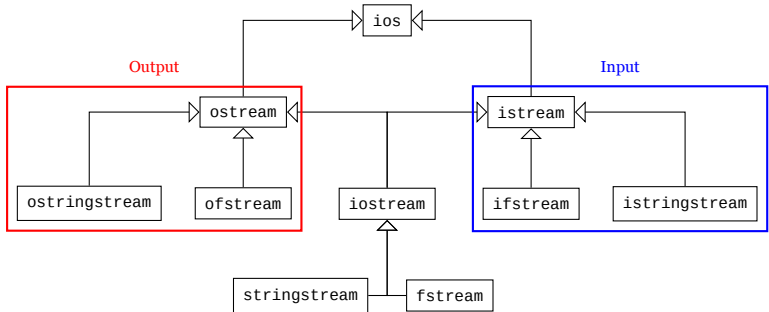 ios
Output
Input
ostream
istream
ostringstream
ofstream
iostream
ifstream
istringstream
stringstream
fstream